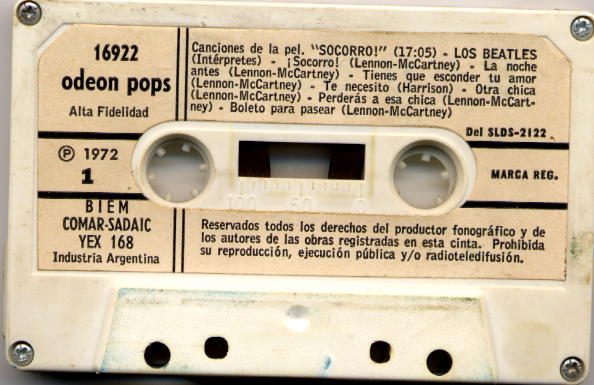 16922
odeon pops
Alta Fidelidad
Canciones de la pel. "SOCORRO!" (17:05) - LOS BEATLES
(Intérpretes) - ¡Socorro! (Lennon-McCartney) - La noche
antes (Lennon-McCartney) - Tienes que esconder tu amor
(Lennon-McCartney) - Te necesito (Harrison) - Otra chica
(Lennon-McCartney) - Perderás a esa chica (Lennon-McCart-
ney) - Boleto para pasear (Lennon-McCartney)
Del SLDS-2122
Ⓟ 1972
1
MARCA REG.
100 50 0
BIEM
COMAR-SADAIC
YEX 168
Industria Argentina
Reservados todos los derechos del productor fonográfico y de
los autores de las obras registradas en esta cinta. Prohibida
su reproducción, ejecución pública y/o radioteledifusión.